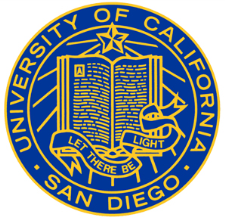 UNIVERSITY OF CALIFORNIA
A
LET THERE BE LIGHT
· SAN DIEGO ·